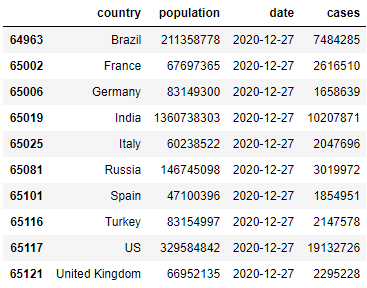 country population date cases
64963 Brazil 211358778 2020-12-27 7484285
65002 France 67697365 2020-12-27 2616510
65006 Germany 83149300 2020-12-27 1658639
65019 India 1360738303 2020-12-27 10207871
65025 Italy 60238522 2020-12-27 2047696
65081 Russia 146745098 2020-12-27 3019972
65101 Spain 47100396 2020-12-27 1854951
65116 Turkey 83154997 2020-12-27 2147578
65117 US 329584842 2020-12-27 19132726
65121 United Kingdom 66952135 2020-12-27 2295228